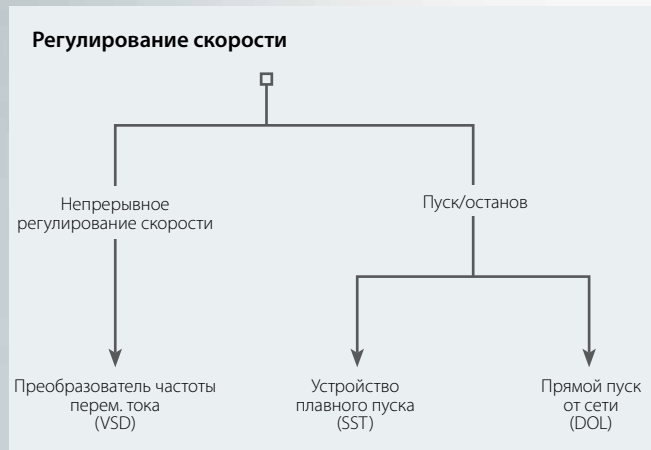 Регулирование скорости
Непрерывное
регулирование скорости
Пуск/останов
Преобразователь частоты
перем. тока
(VSD)
Устройство
плавного пуска
(SST)
Прямой пуск
от сети
(DOL)